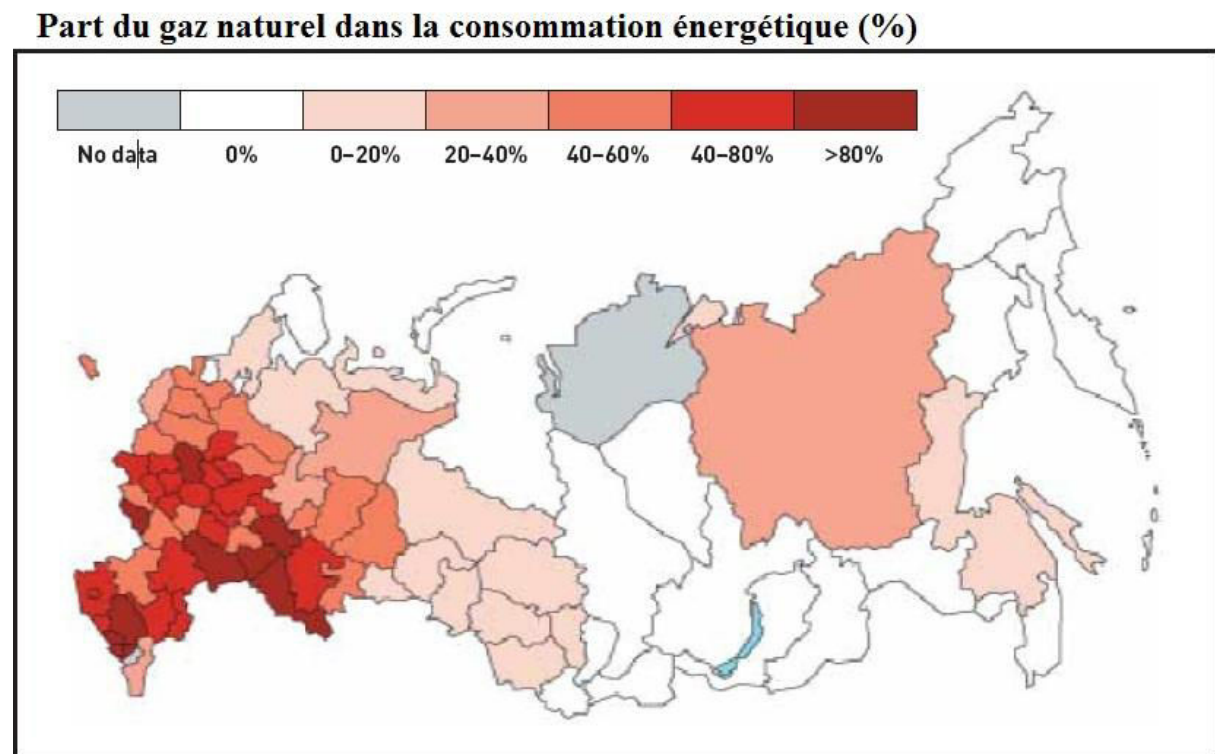 Part du gaz naturel dans la consommation énergétique (%)
No data 0% 0–20% 20–40% 40–60% 40–80% >80%